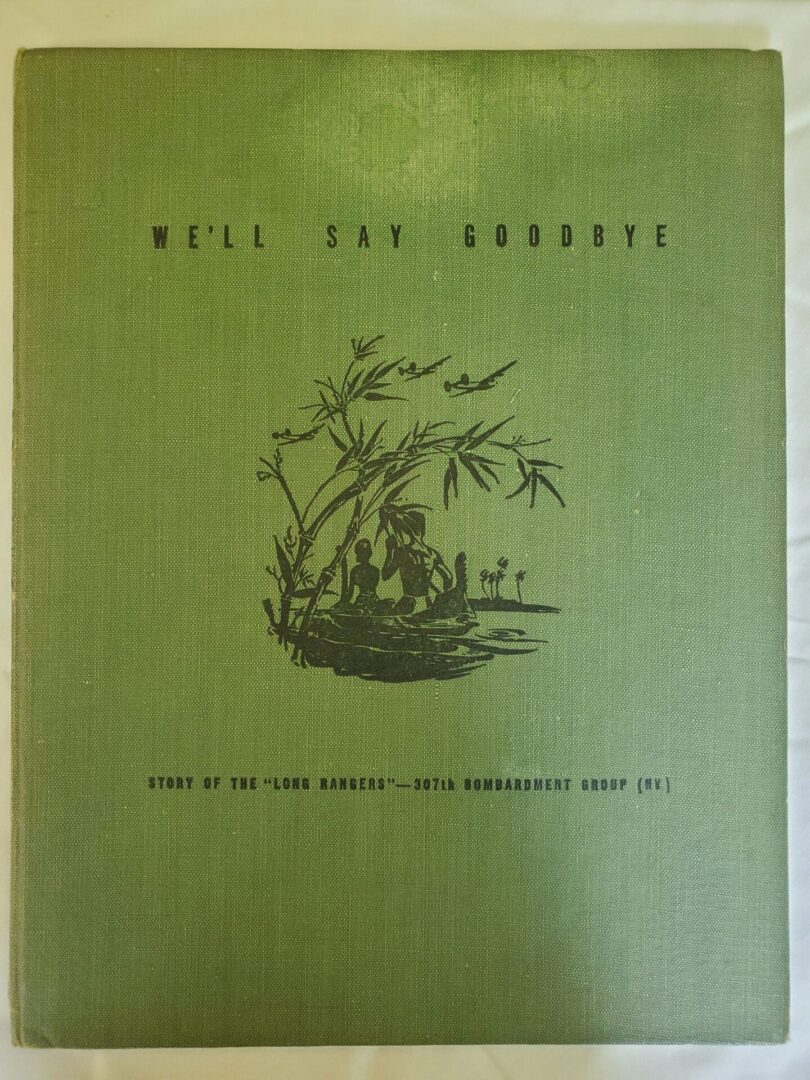 WE'LL SAY GOODBYE
STORY OF THE "LONG RANGERS"—307th BOMBARDMENT GROUP (HV)